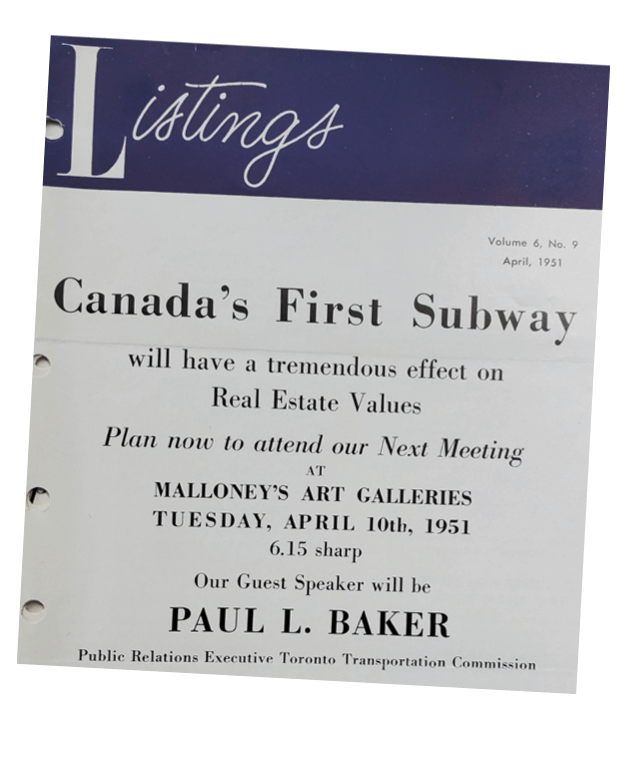 Listings
Volume 6, No. 9
April, 1951
Canada's First Subway
will have a tremendous effect on
Real Estate Values
Plan now to attend our Next Meeting
AT
MALLONEY'S ART GALLERIES
TUESDAY, APRIL 10th, 1951
6.15 sharp
Our Guest Speaker will be
PAUL L. BAKER
Public Relations Executive Toronto Transportation Commission